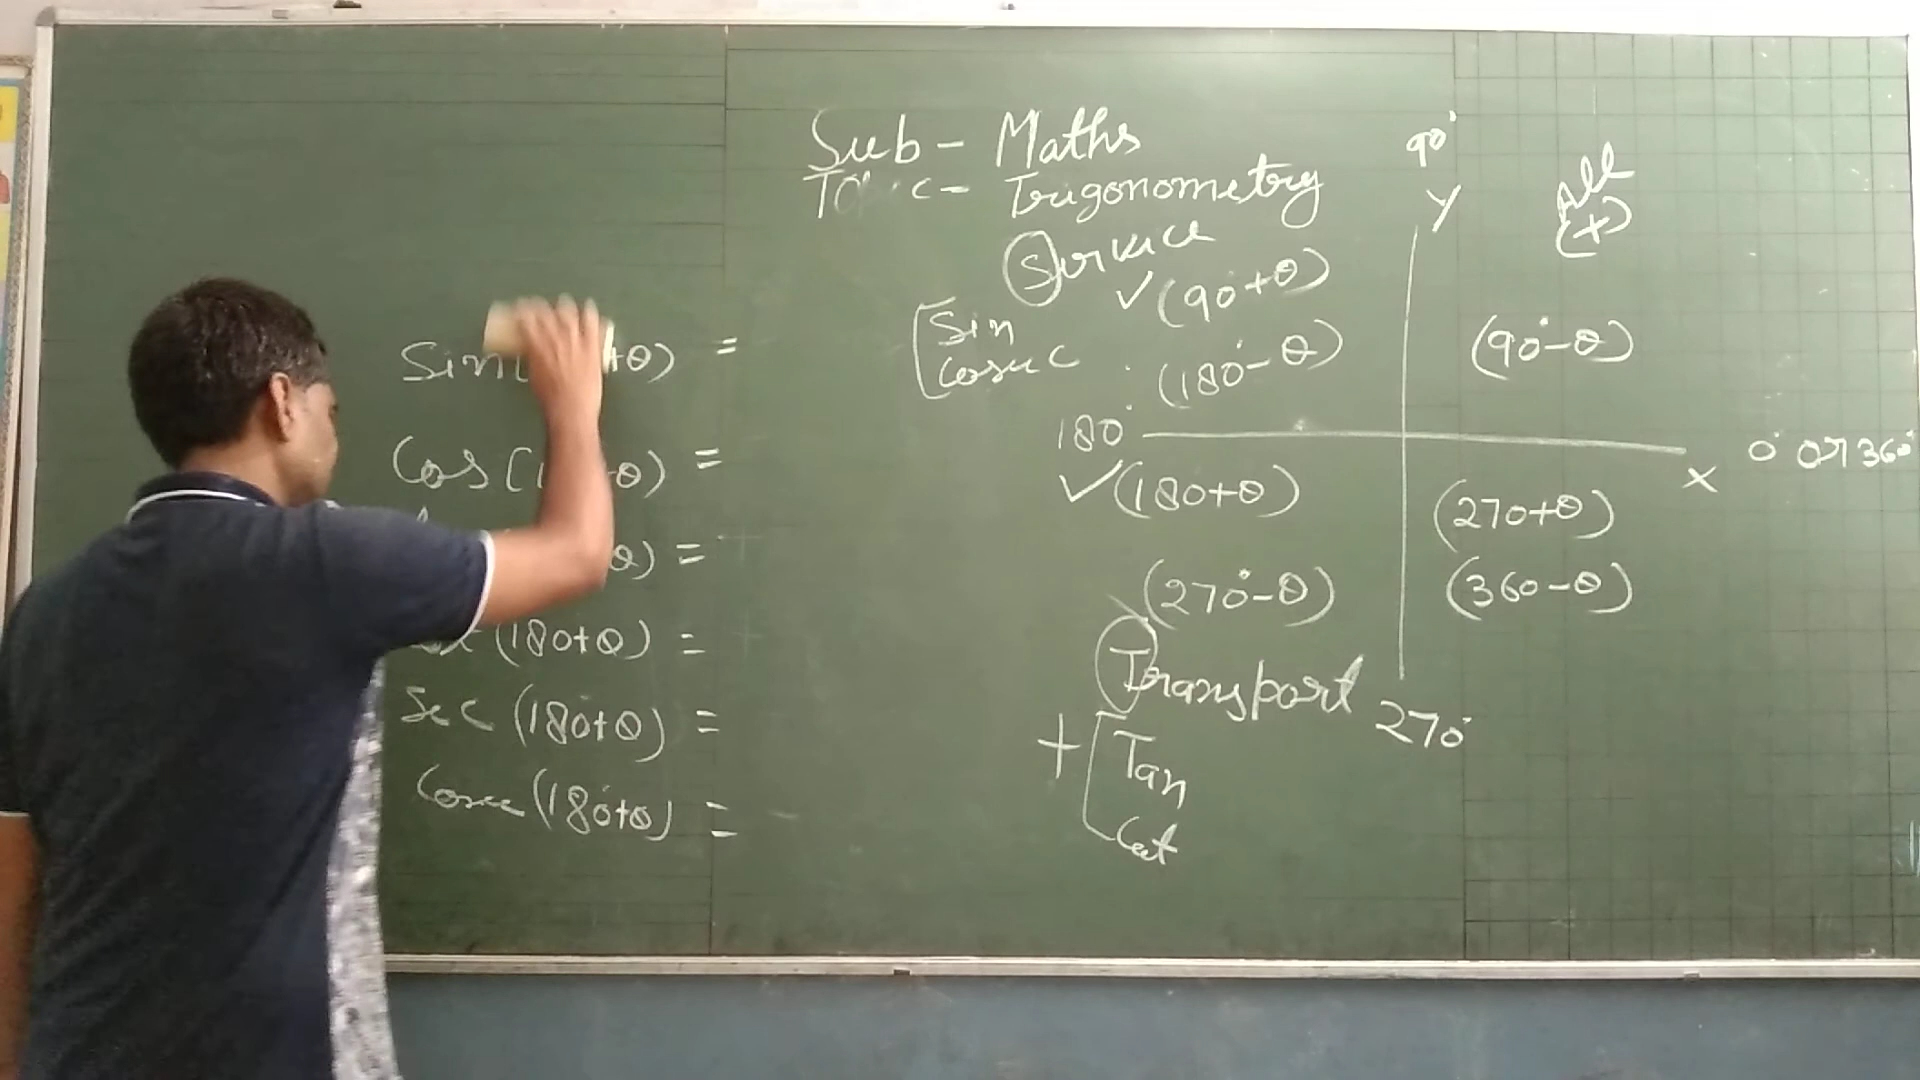 Sub - Maths
Topic - Trigonometry
90°
Y
All
(+)
Service
✓(90°+θ)
[Sin
Cosec
(180°-θ)
(90°-θ)
180°
X
0° or 360°
✓(180°+θ)
(270+θ)
(270°-θ)
(360-θ)
Transport
270°
+ [Tan
Cot
Sin +θ) =
Cos(1 θ) =
θ) =
(180+θ) =
Sec (180°+θ) =
Cosec (180°+θ) =